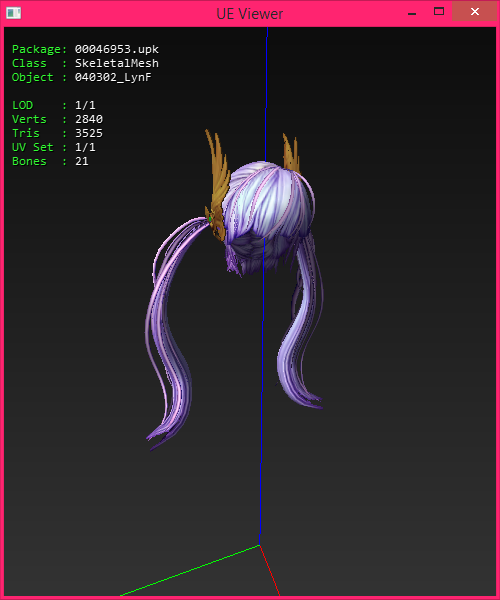 UE Viewer
Package: 00046953.upk
Class : SkeletalMesh
Object : 040302_LynF
LOD : 1/1
Verts : 2840
Tris : 3525
UV Set : 1/1
Bones : 21